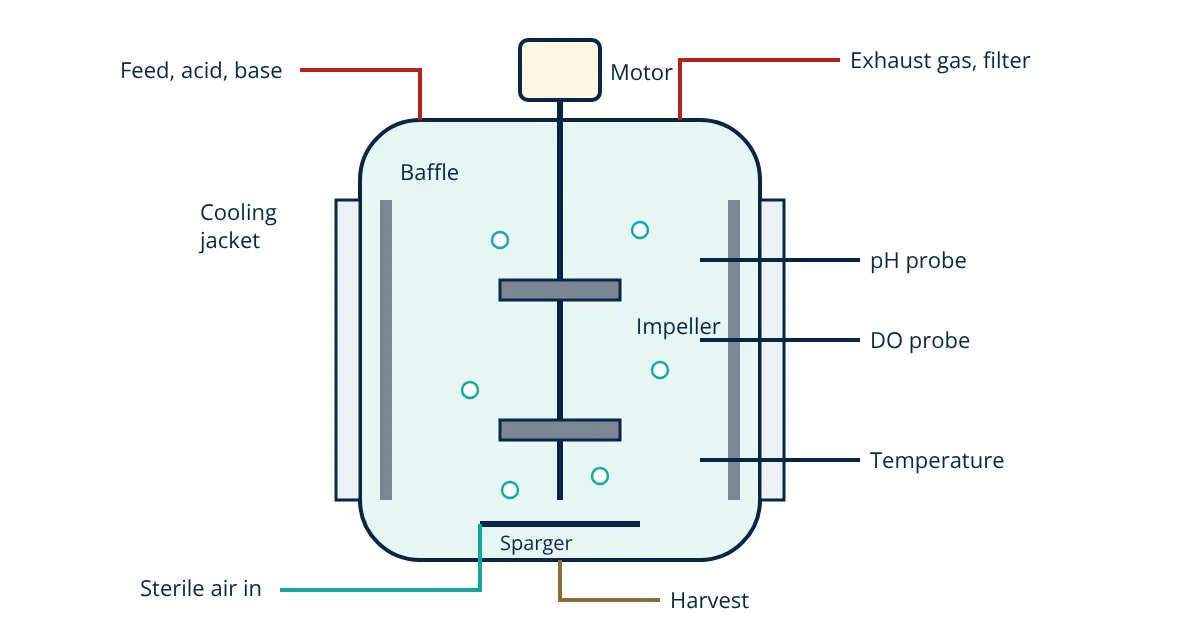 Feed, acid, base
Motor
Exhaust gas, filter
Baffle
Cooling
jacket
pH probe
Impeller
DO probe
Temperature
Sparger
Sterile air in
Harvest